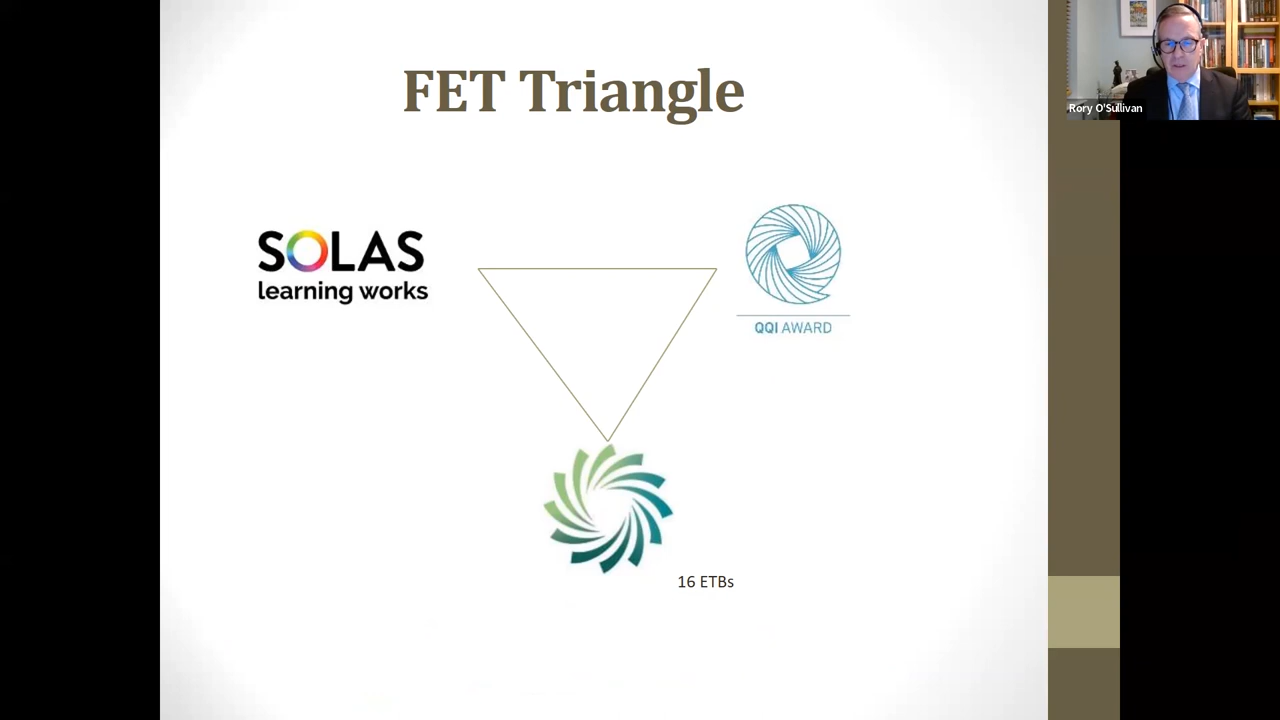 FET Triangle
Rory O'Sullivan
SOLAS
learning works
QQI AWARD
16 ETBs